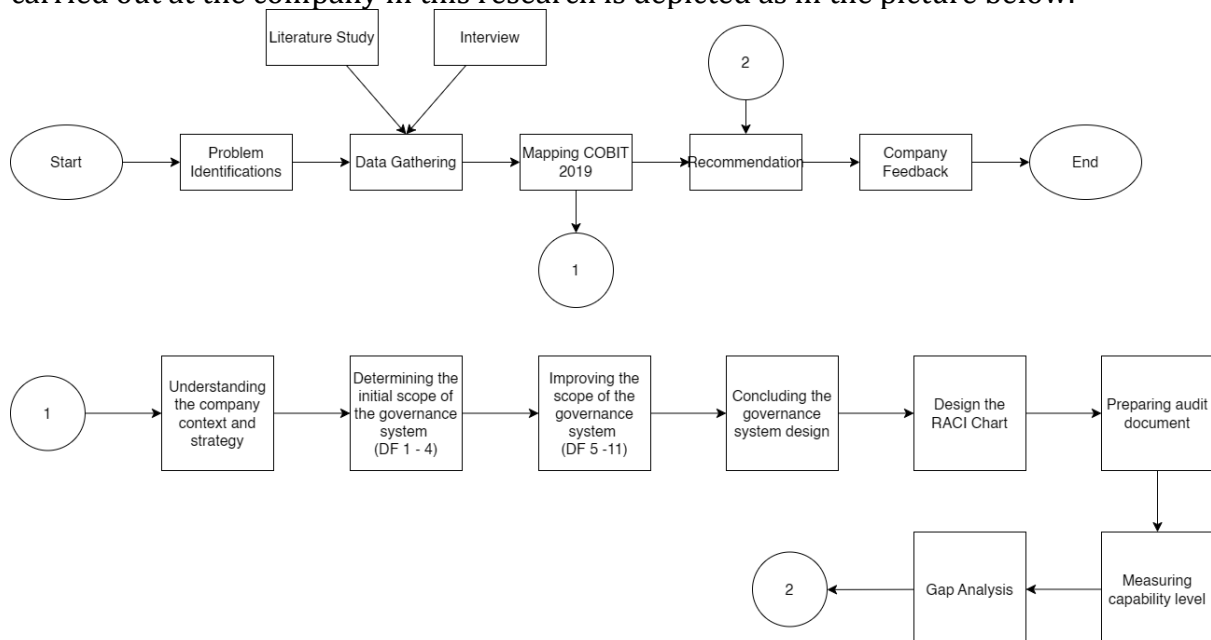 carried out at the company in this research is depicted as in the picture below:
Literature Study
Interview
2
Start
Problem
Identifications
Data Gathering
Mapping COBIT
2019
Recommendation
Company
Feedback
End
1
1
Understanding
the company
context and
strategy
Determining the
initial scope of
the governance
system
(DF 1 - 4)
Improving the
scope of the
governance
system
(DF 5 -11)
Concluding the
governance
system design
Design the
RACI Chart
Preparing audit
document
2
Gap Analysis
Measuring
capability level